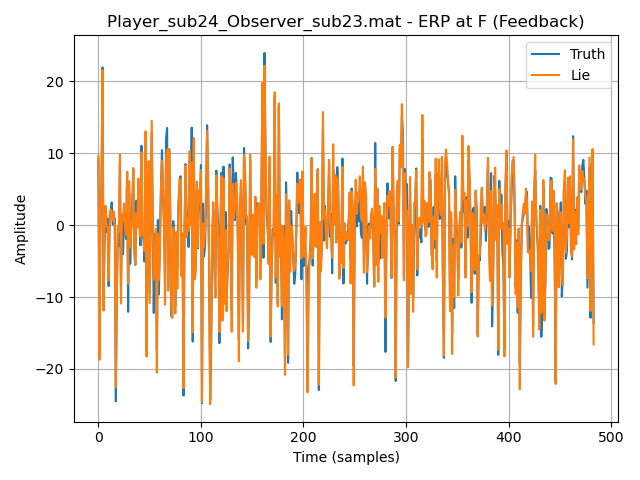 Player_sub24_Observer_sub23.mat - ERP at F (Feedback)
Truth
Lie
Amplitude
20
10
0
−10
−20
0 100 200 300 400 500
Time (samples)